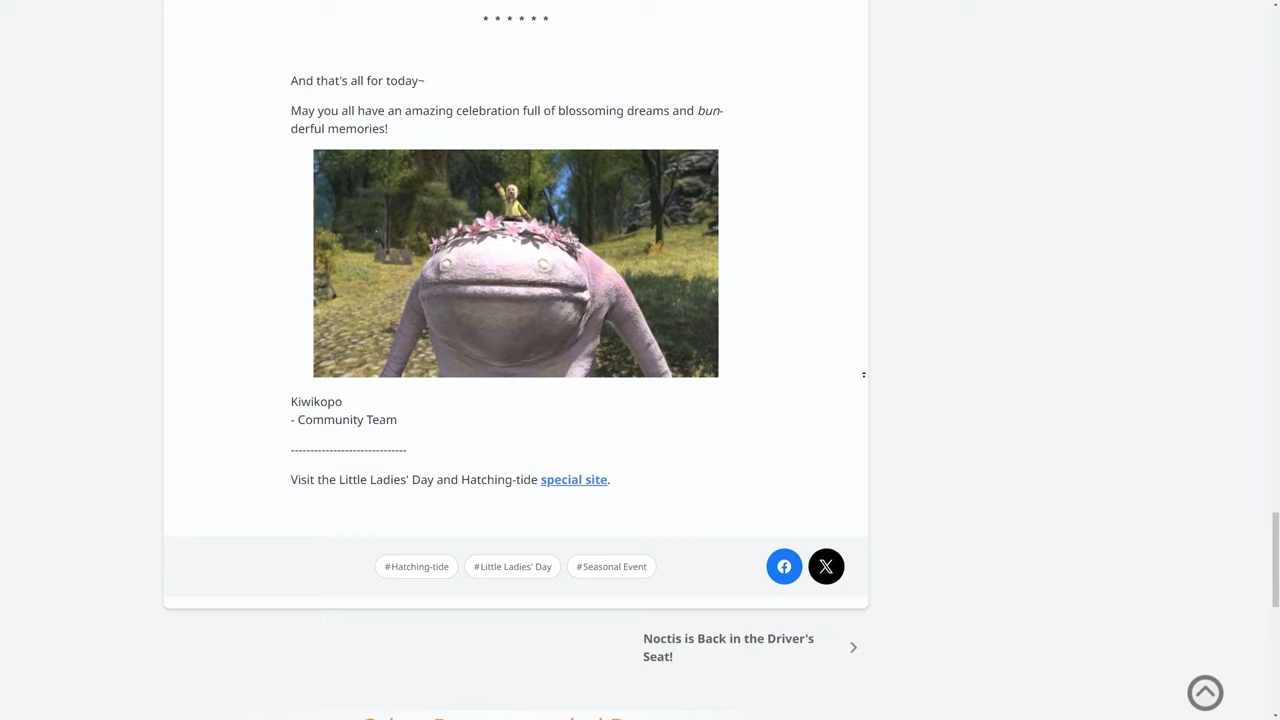 * * * * * *
And that's all for today~
May you all have an amazing celebration full of blossoming dreams and bun-
derful memories!
Kiwikopo
- Community Team
------------------------------
Visit the Little Ladies' Day and Hatching-tide special site.
#Hatching-tide #Little Ladies' Day #Seasonal Event
Noctis is Back in the Driver's
Seat!